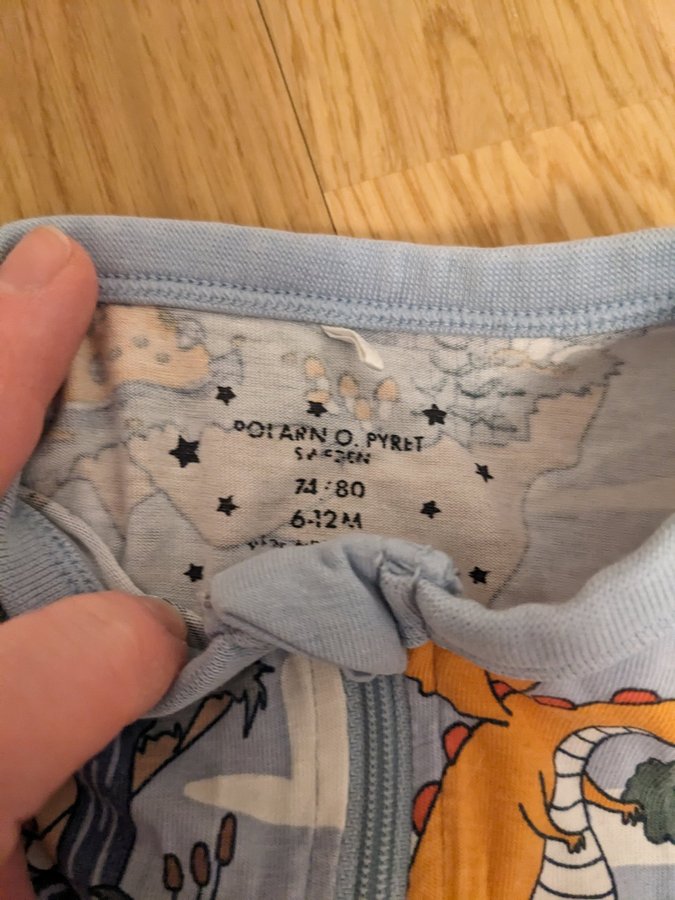 POLARN O. PYRET
SWEDEN
74/80
6-12M